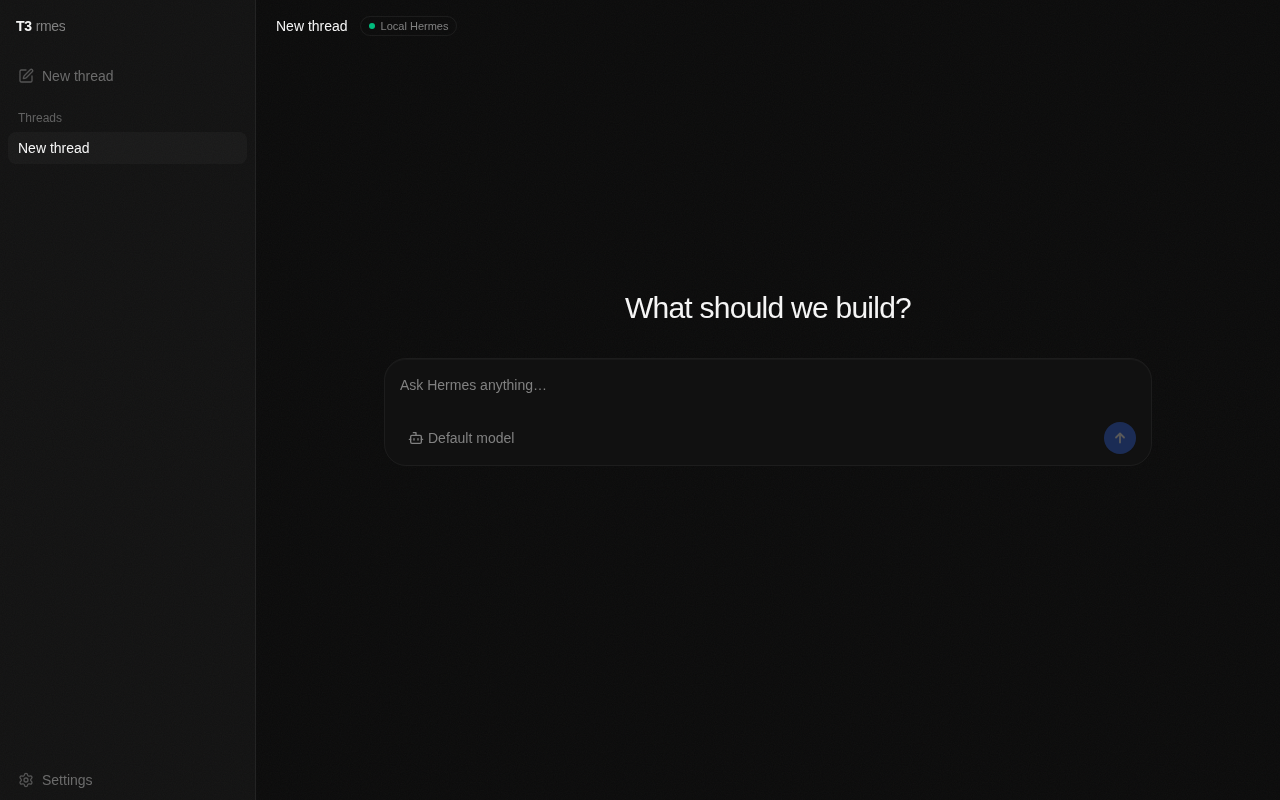 T3 rmes
New thread
Threads
New thread
Settings
New thread
Local Hermes
What should we build?
Ask Hermes anything…
Default model